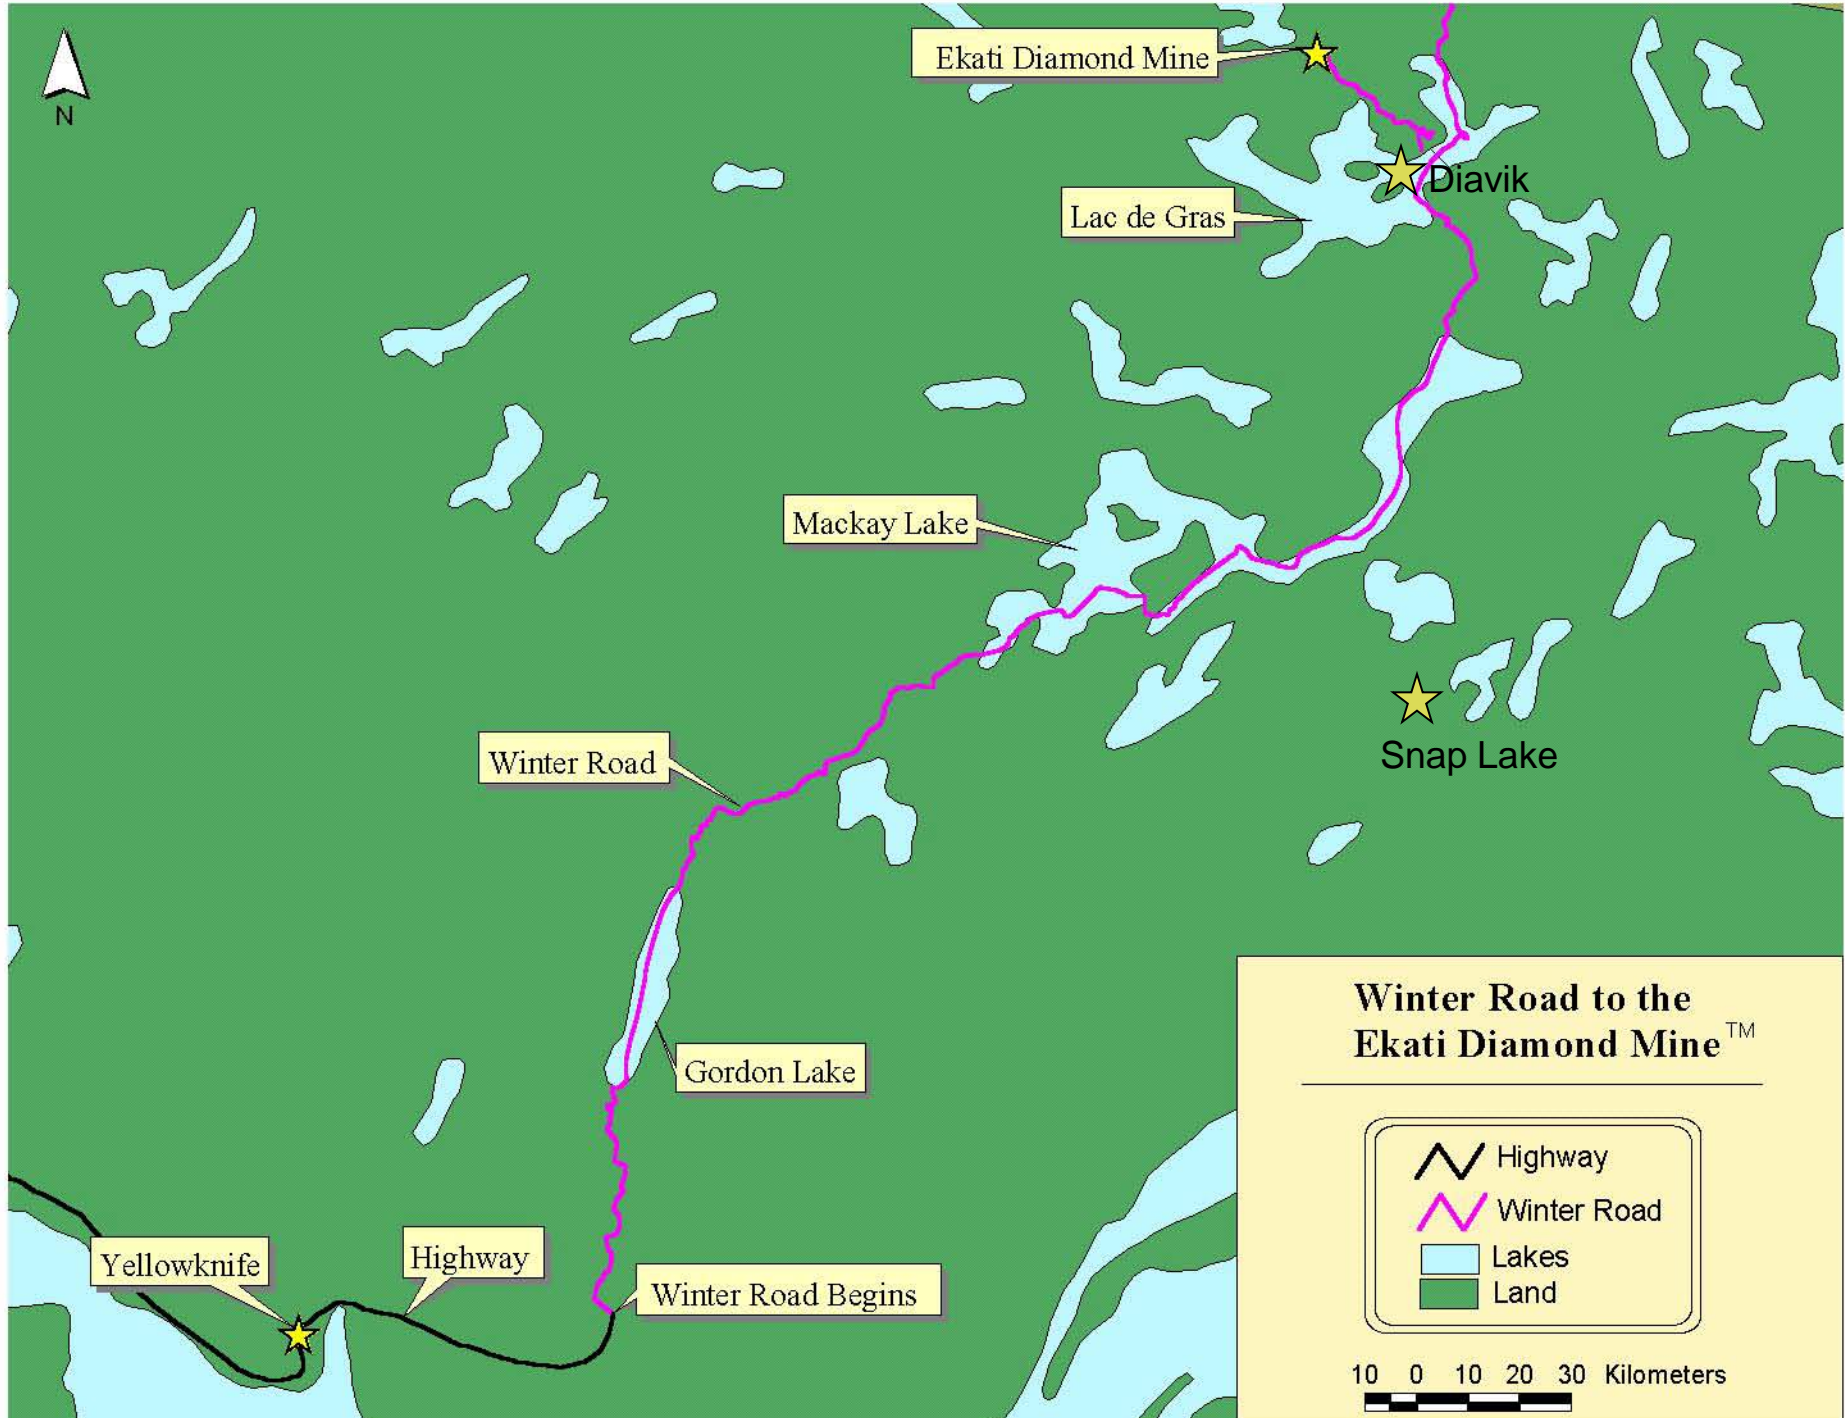 Ekati Diamond Mine
N
Diavik
Lac de Gras
Mackay Lake
Snap Lake
Winter Road
Gordon Lake
Yellowknife
Highway
Winter Road Begins
Winter Road to the
Ekati Diamond Mine™
Highway
Winter Road
Lakes
Land
10 0 10 20 30 Kilometers